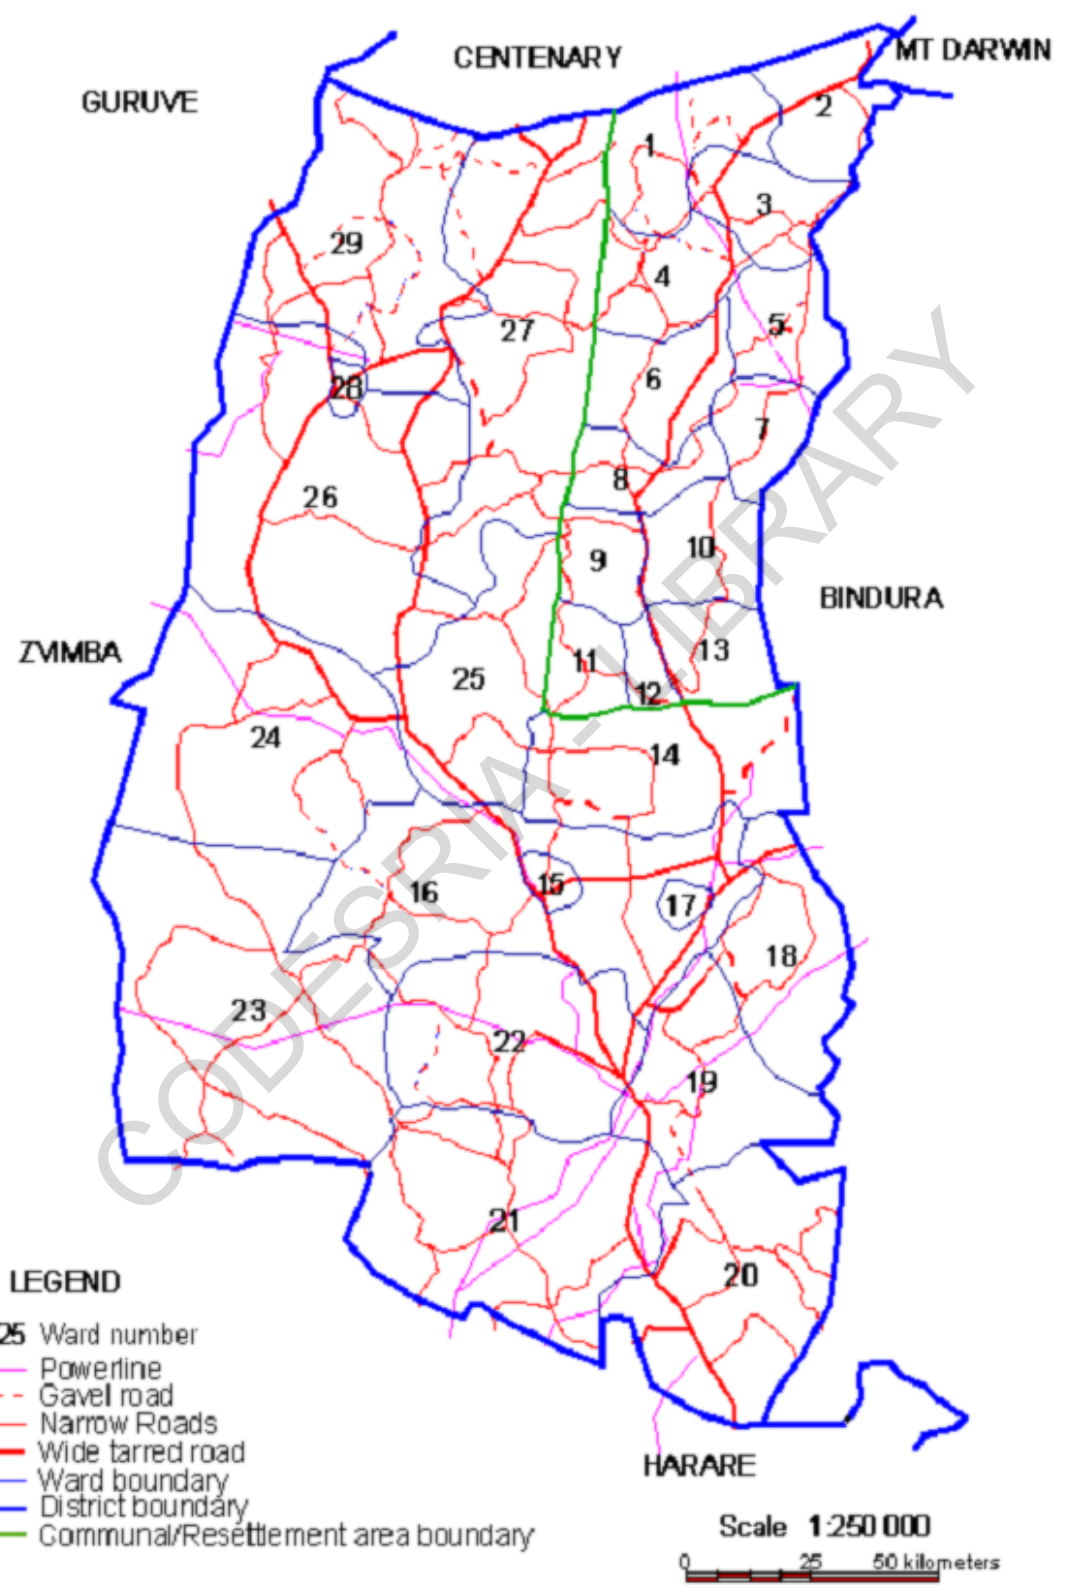 CENTENARY
MT DARWIN
GURUVE
2
1
3
29
4
5
27
6
28
7
8
26
10
9
BINDURA
ZVIMBA
13
11
25
12
24
14
15
16
17
18
23
22
19
21
20
CODESRIA - LIBRARY
LEGEND
25 Ward number
Powerline
Gavel road
Narrow Roads
Wide tarred road
Ward boundary
District boundary
Communal/Resettlement area boundary
HARARE
Scale 1:250 000
0 25 50 kilometers